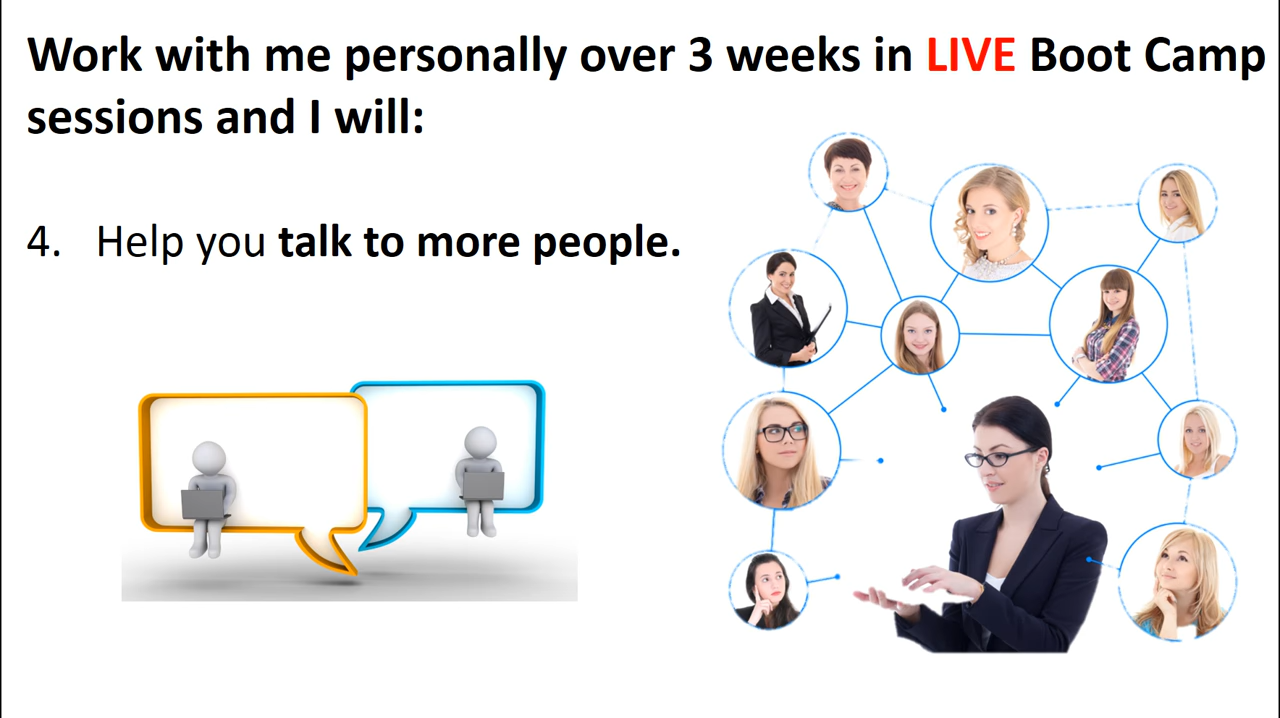 Work with me personally over 3 weeks in LIVE Boot Camp
sessions and I will:
4. Help you talk to more people.